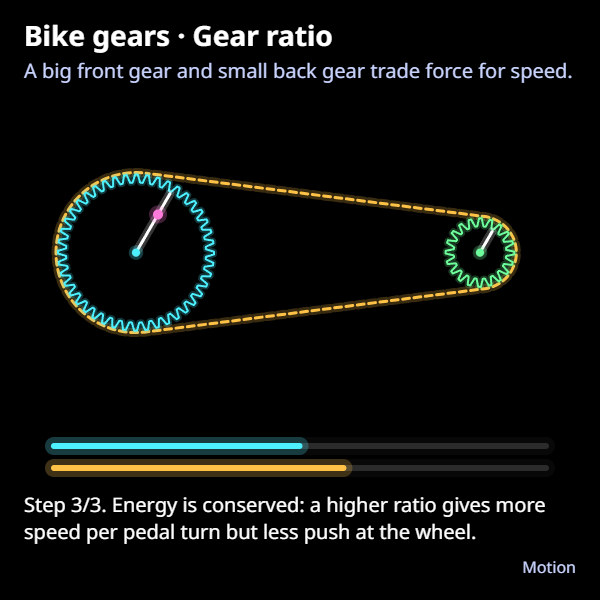 Bike gears · Gear ratio
A big front gear and small back gear trade force for speed.
Step 3/3. Energy is conserved: a higher ratio gives more
speed per pedal turn but less push at the wheel.
Motion